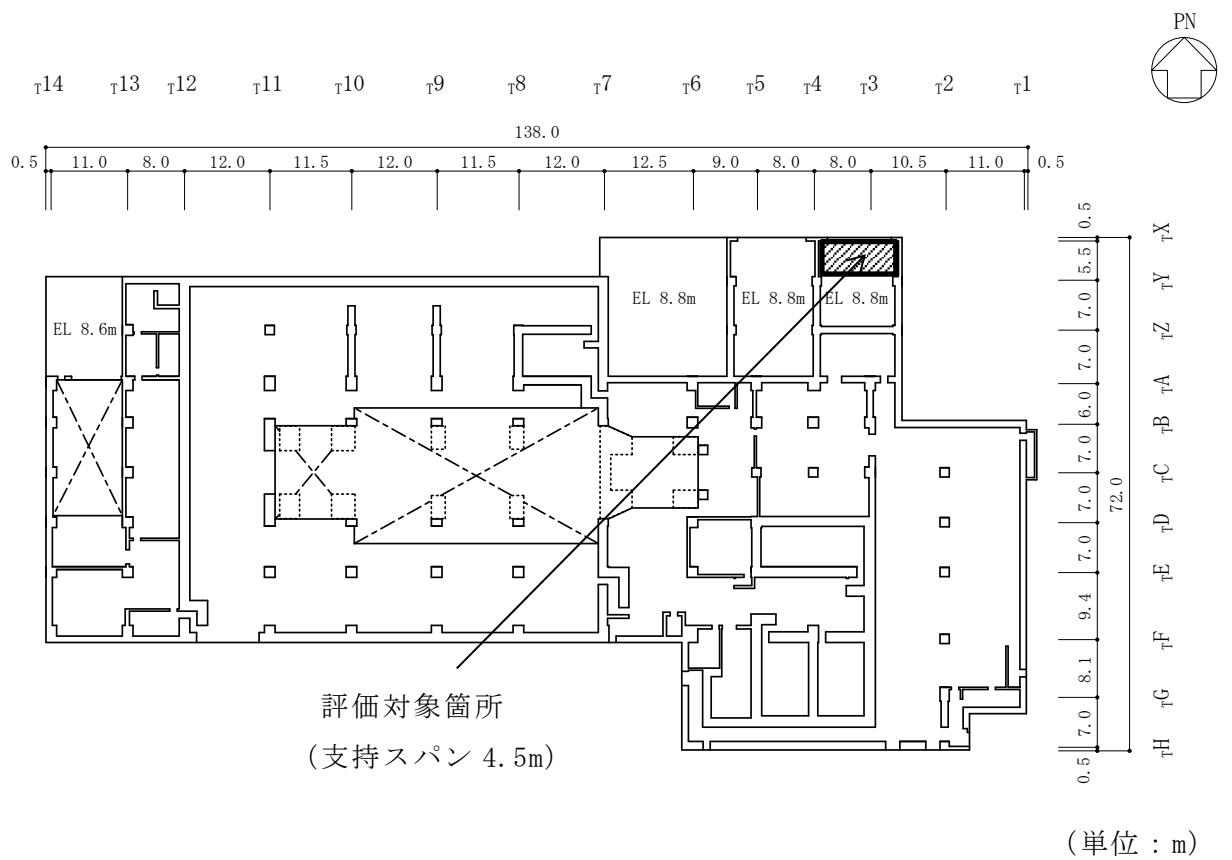 PN
T14 T13 T12 T11 T10 T9 T8 T7 T6 T5 T4 T3 T2 T1
138.0
0.5 11.0 8.0 12.0 11.5 12.0 11.5 12.0 12.5 9.0 8.0 8.0 10.5 11.0 0.5
0.5 TX
5.5 TY
7.0 TZ
7.0 TA
6.0 TB
7.0 TC
7.0 TD
7.0 TE
9.4 TF
8.1 TG
7.0 TH
0.5
72.0
EL 8.6m
EL 8.8m EL 8.8m EL 8.8m
評価対象箇所
(支持スパン 4.5m)
(単位：m)